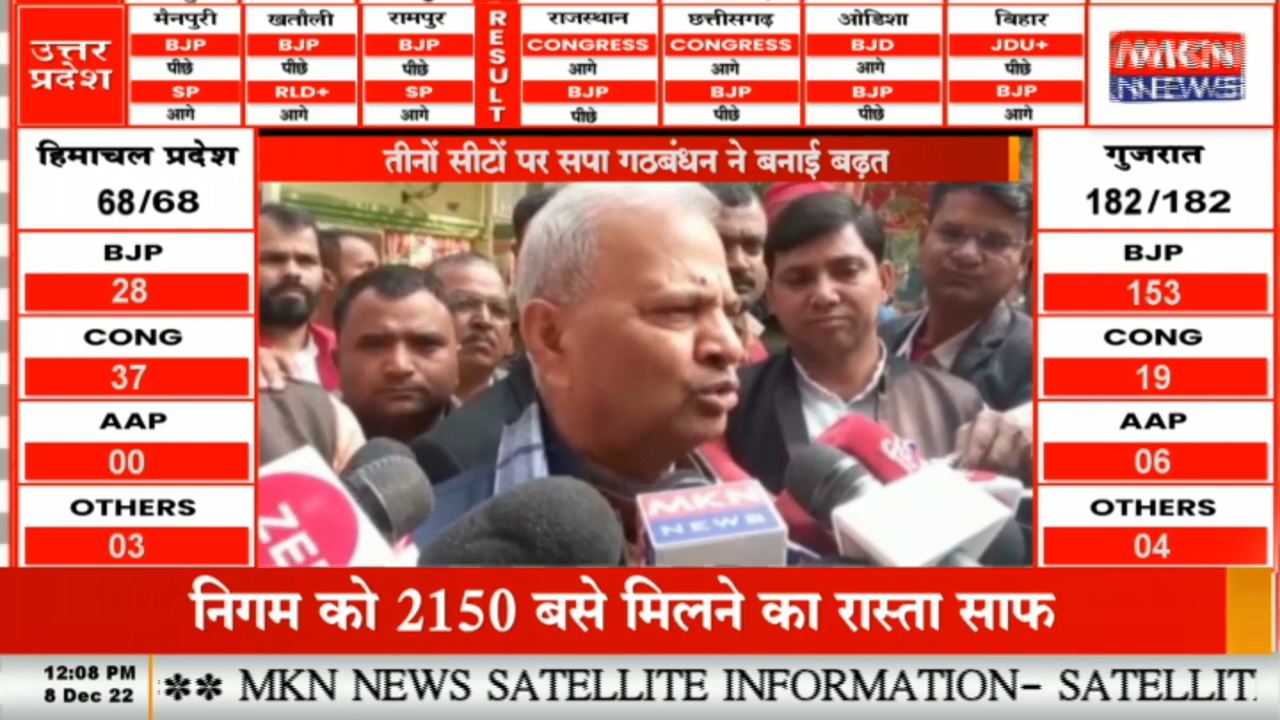 उत्तर प्रदेश
मैनपुरी खतौली रामपुर
BJP BJP BJP
पीछे पीछे पीछे
SP RLD+ SP
आगे आगे आगे
RESULT
राजस्थान छत्तीसगढ़ ओडिशा बिहार
CONGRESS CONGRESS BJD JDU+
आगे आगे आगे पीछे
BJP BJP BJP BJP
पीछे पीछे पीछे आगे
MKN
NEWS
हिमाचल प्रदेश
68/68
BJP
28
CONG
37
AAP
00
OTHERS
03
तीनों सीटों पर सपा गठबंधन ने बनाई बढ़त
MKN
NEWS
गुजरात
182/182
BJP
153
CONG
19
AAP
06
OTHERS
04
निगम को 2150 बसे मिलने का रास्ता साफ
12:08 PM
8 Dec 22
** MKN NEWS SATELLITE INFORMATION- SATELLIT